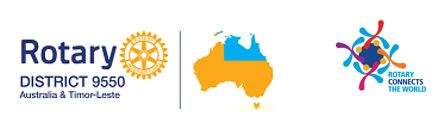 Rotary
DISTRICT 9550
Australia & Timor-Leste
ROTARY
CONNECTS
THE WORLD